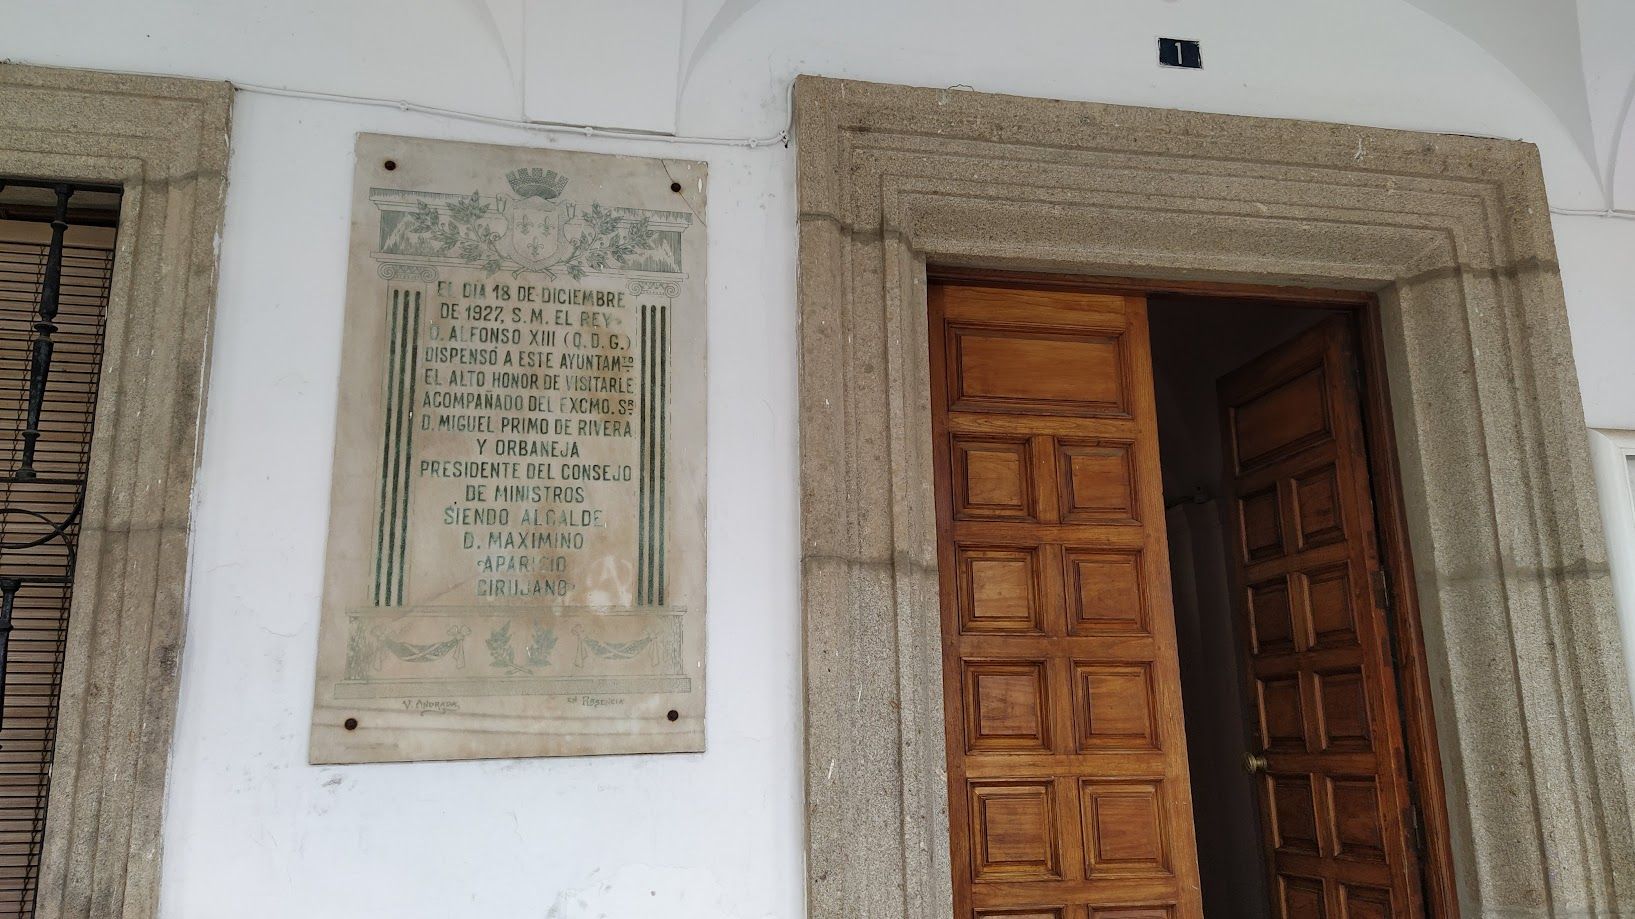 1
EL DIA 18 DE DICIEMBRE
DE 1927, S. M. EL REY
D. ALFONSO XIII (Q. D. G.)
DISPENSÓ A ESTE AYUNTAMTO
EL ALTO HONOR DE VISITARLE
ACOMPAÑADO DEL EXCMO. SR.
D. MIGUEL PRIMO DE RIVERA
Y ORBANEJA
PRESIDENTE DEL CONSEJO
DE MINISTROS
SIENDO ALCALDE
D. MAXIMINO
APARICIO
CIRUJANO
V. ANDRADA, EN PLASENCIA